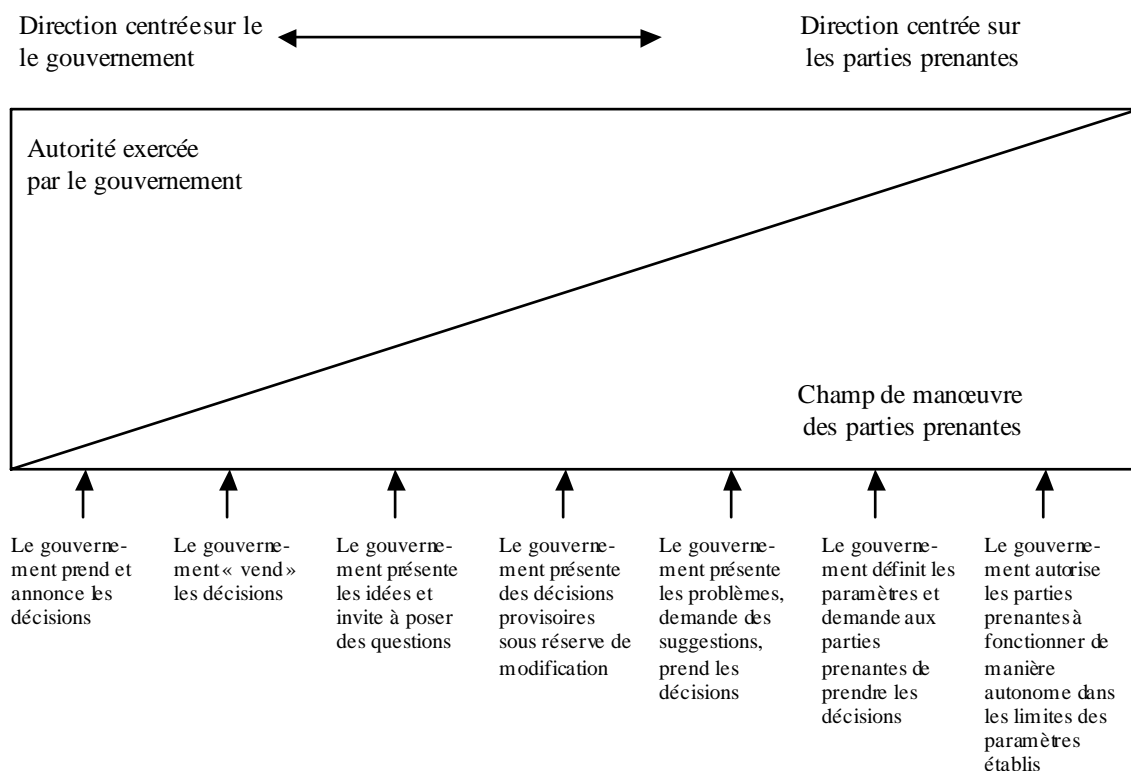 Direction centrée sur le
le gouvernement
Direction centrée sur
les parties prenantes
Autorité exercée
par le gouvernement
Champ de manœuvre
des parties prenantes
Le gouverne-
ment prend et
annonce les
décisions
Le gouverne-
ment « vend »
les décisions
Le gouverne-
ment présente
les idées et
invite à poser
des questions
Le gouverne-
ment présente
des décisions
provisoires
sous réserve de
modification
Le gouverne-
ment présente
les problèmes,
demande des
suggestions,
prend les
décisions
Le gouverne-
ment définit les
paramètres et
demande aux
parties
prenantes de
prendre les
décisions
Le gouverne-
ment autorise
les parties
prenantes à
fonctionner de
manière
autonome dans
les limites des
paramètres
établis